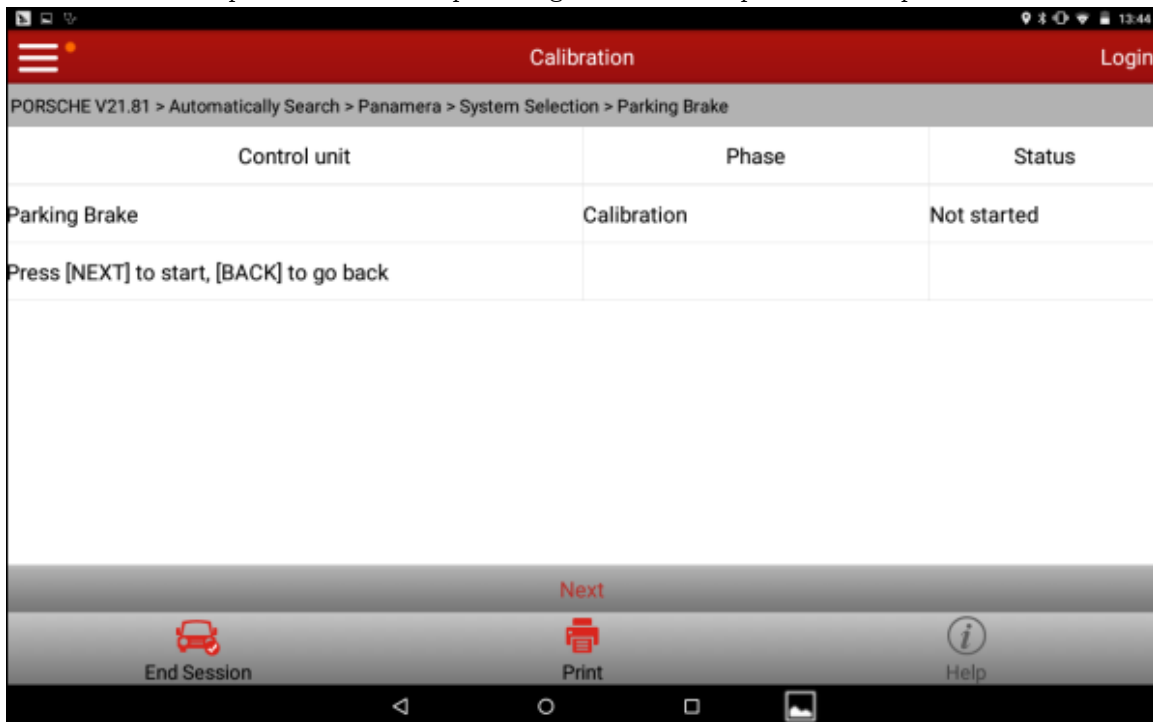 13:44
Calibration
Login
PORSCHE V21.81 > Automatically Search > Panamera > System Selection > Parking Brake
Control unit Phase Status
Parking Brake Calibration Not started
Press [NEXT] to start, [BACK] to go back
Next
End Session Print Help